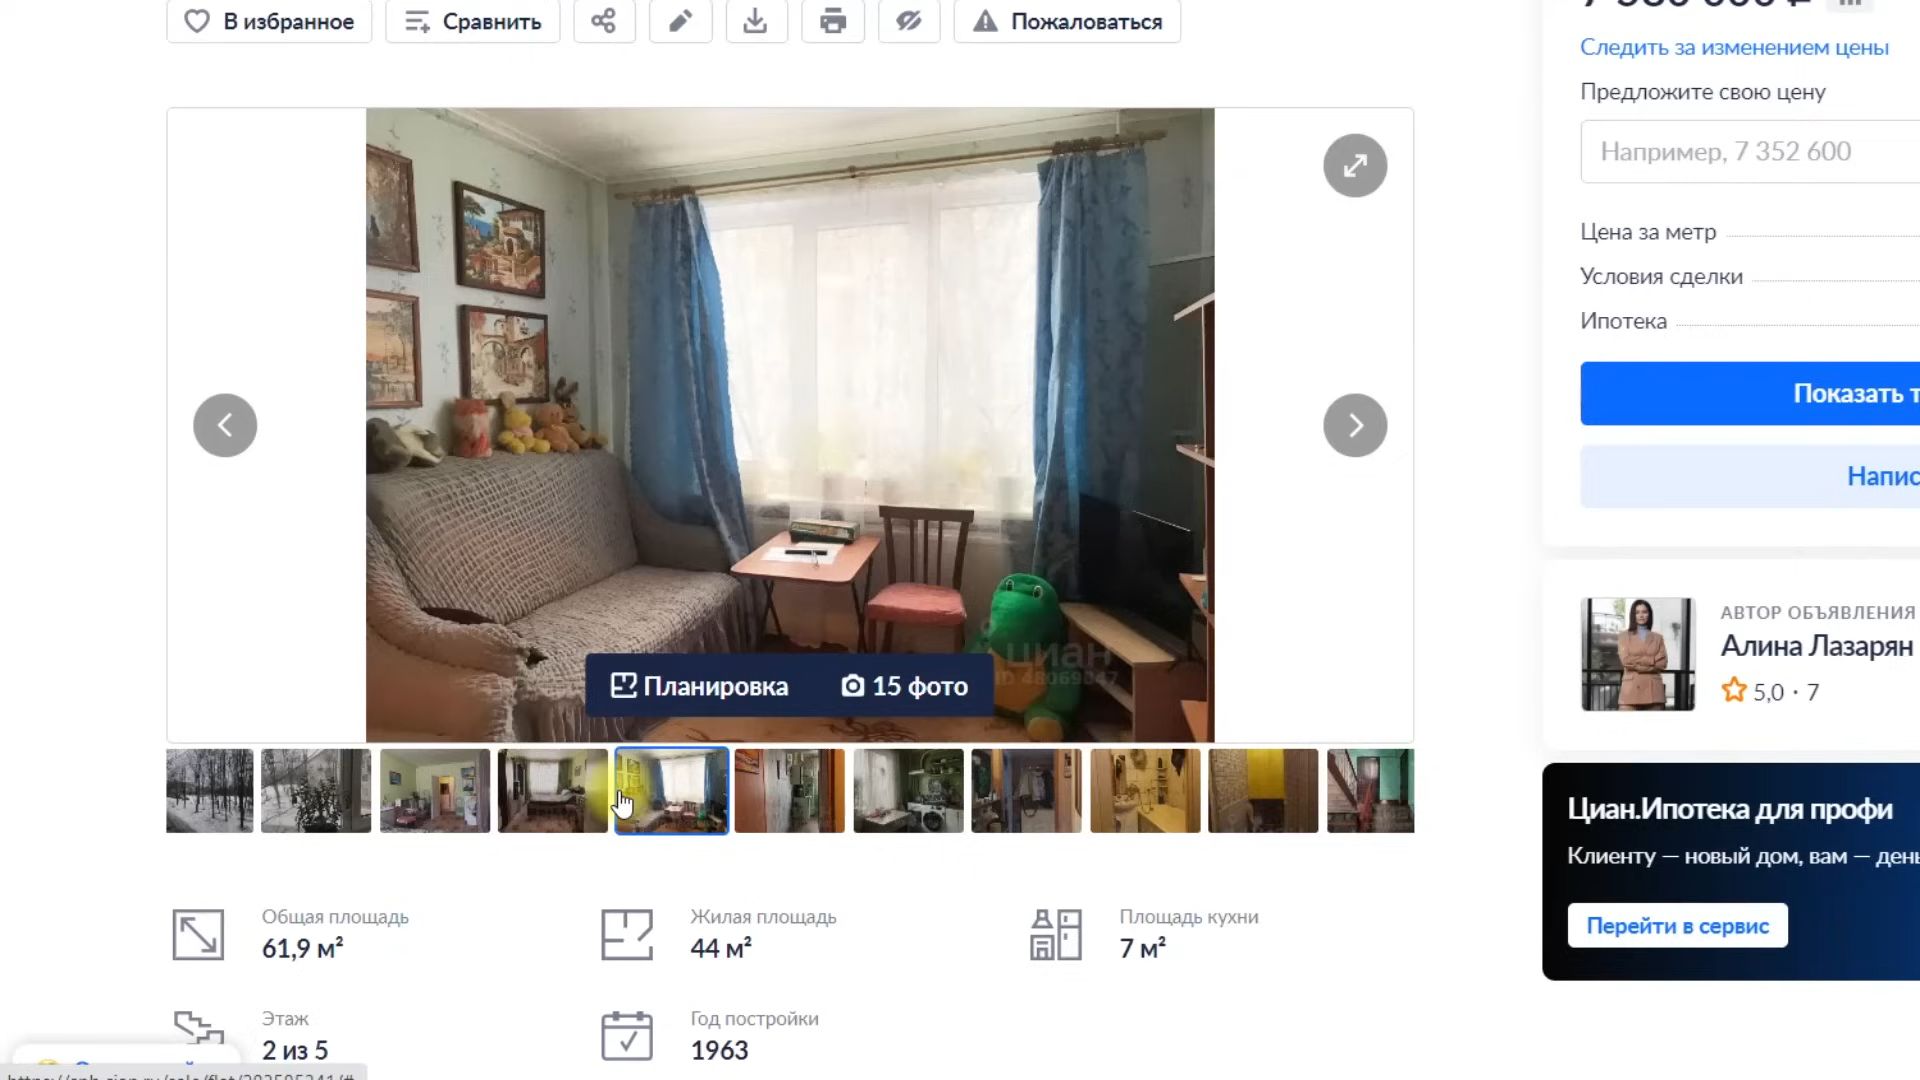 В избранное
Сравнить
Пожаловаться
Следить за изменением цены
Предложите свою цену
Например, 7 352 600
Цена за метр
Условия сделки
Ипотека
Показать
циан
ID 48069047
Планировка
15 фото
АВТОР ОБЪЯВЛЕНИЯ
Алина Лазарян
5,0 · 7
Циан.Ипотека для профи
Клиенту — новый дом, вам —
Перейти в сервис
Общая площадь
61,9 м²
Жилая площадь
44 м²
Площадь кухни
7 м²
Этаж
2 из 5
Год постройки
1963